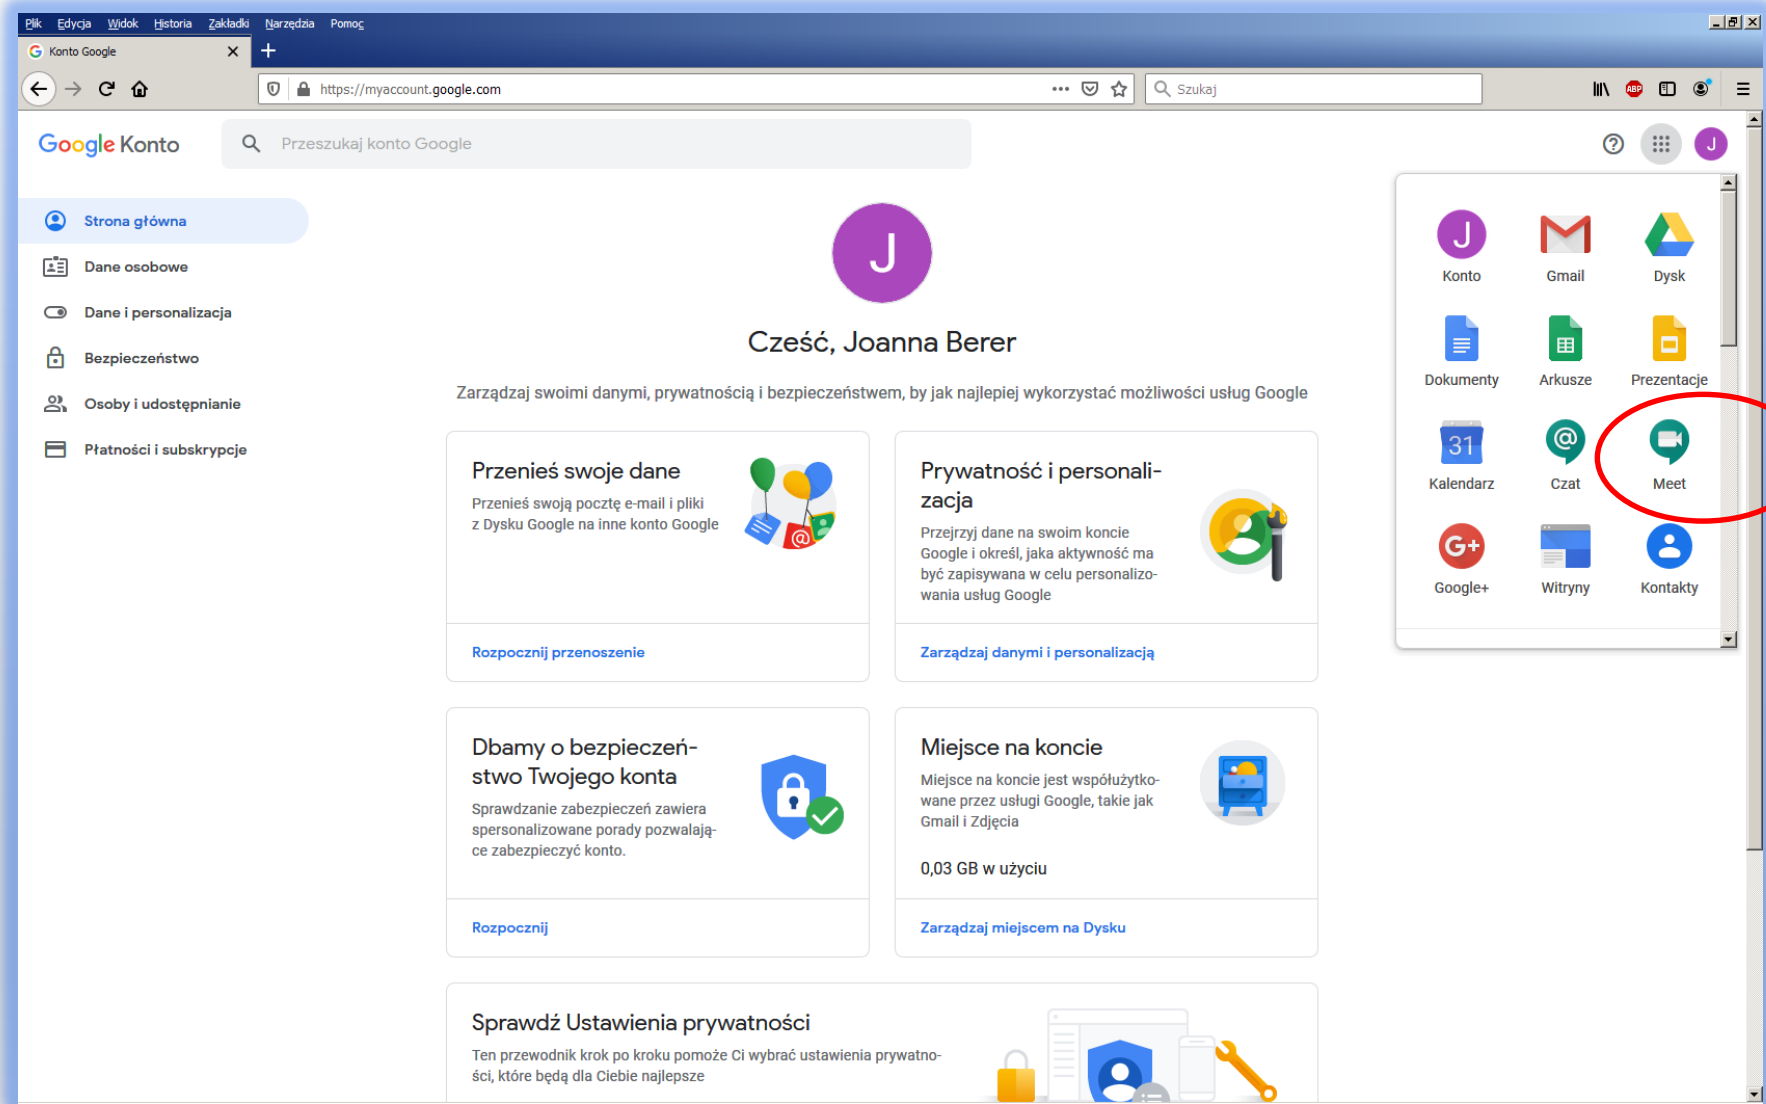 Plik Edycja Widok Historia Zakładki Narzędzia Pomoc
Konto Google
https://myaccount.google.com
Szukaj
ABP
Google Konto
Przeszukaj konto Google
J
Strona główna
Dane osobowe
Dane i personalizacja
Bezpieczeństwo
Osoby i udostępnianie
Płatności i subskrypcje
J
Cześć, Joanna Berer
Zarządzaj swoimi danymi, prywatnością i bezpieczeństwem, by jak najlepiej wykorzystać możliwości usług Google
Przenieś swoje dane
Przenieś swoją pocztę e-mail i pliki
z Dysku Google na inne konto Google
Rozpocznij przenoszenie
Prywatność i personali-
zacja
Przejrzyj dane na swoim koncie
Google i określ, jaka aktywność ma
być zapisywana w celu personalizo-
wania usług Google
Zarządzaj danymi i personalizacją
Dbamy o bezpieczeń-
stwo Twojego konta
Sprawdzanie zabezpieczeń zawiera
spersonalizowane porady pozwalają-
ce zabezpieczyć konto.
Rozpocznij
Miejsce na koncie
Miejsce na koncie jest współużytko-
wane przez usługi Google, takie jak
Gmail i Zdjęcia
0,03 GB w użyciu
Zarządzaj miejscem na Dysku
Sprawdź Ustawienia prywatności
Ten przewodnik krok po kroku pomoże Ci wybrać ustawienia prywatno-
ści, które będą dla Ciebie najlepsze
J
Konto Gmail Dysk
Dokumenty Arkusze Prezentacje
31
Kalendarz Czat Meet
G+
Google+ Witryny Kontakty